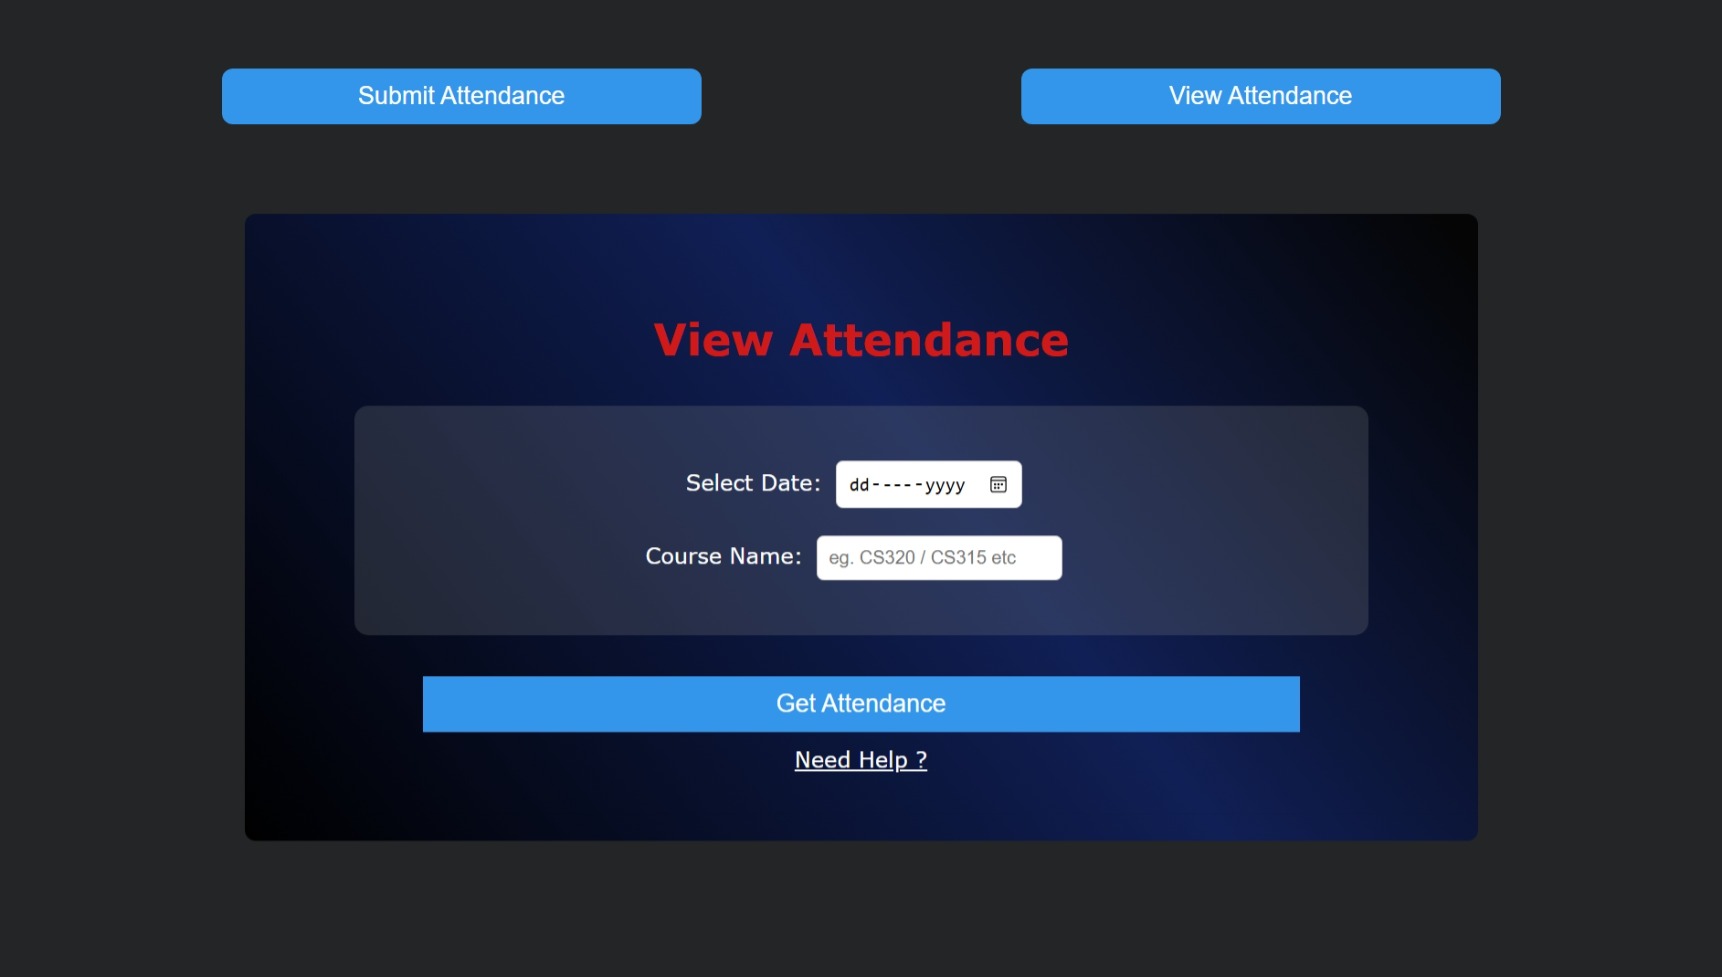 Submit Attendance
View Attendance
View Attendance
Select Date: dd-----yyyy
Course Name: eg. CS320 / CS315 etc
Get Attendance
Need Help ?